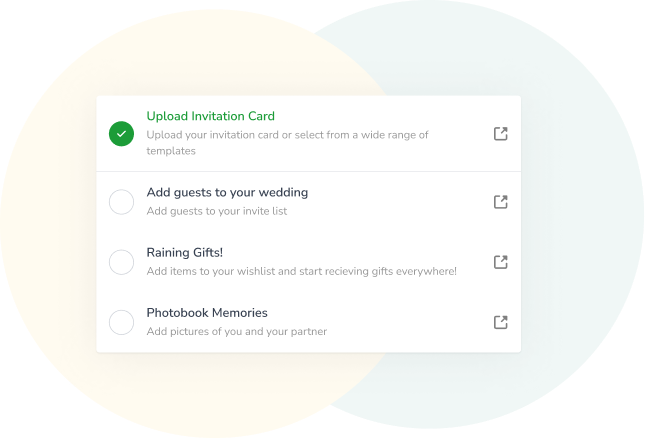 Upload Invitation Card
Upload your invitation card or select from a wide range of
templates
Add guests to your wedding
Add guests to your invite list
Raining Gifts!
Add items to your wishlist and start recieving gifts everywhere!
Photobook Memories
Add pictures of you and your partner